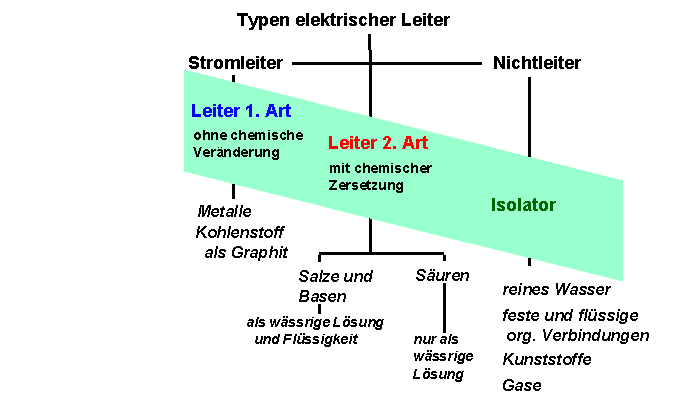 Typen elektrischer Leiter
Stromleiter
Nichtleiter
Leiter 1. Art
ohne chemische
Veränderung
Leiter 2. Art
mit chemischer
Zersetzung
Isolator
Metalle
Kohlenstoff
als Graphit
Salze und
Basen
als wässrige Lösung
und Flüssigkeit
Säuren
nur als
wässrige
Lösung
reines Wasser
feste und flüssige
org. Verbindungen
Kunststoffe
Gase